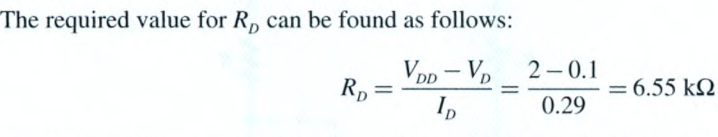 The required value for R_D can be found as follows:
R_D = (V_DD − V_D) / I_D = (2 − 0.1) / 0.29 = 6.55 kΩ